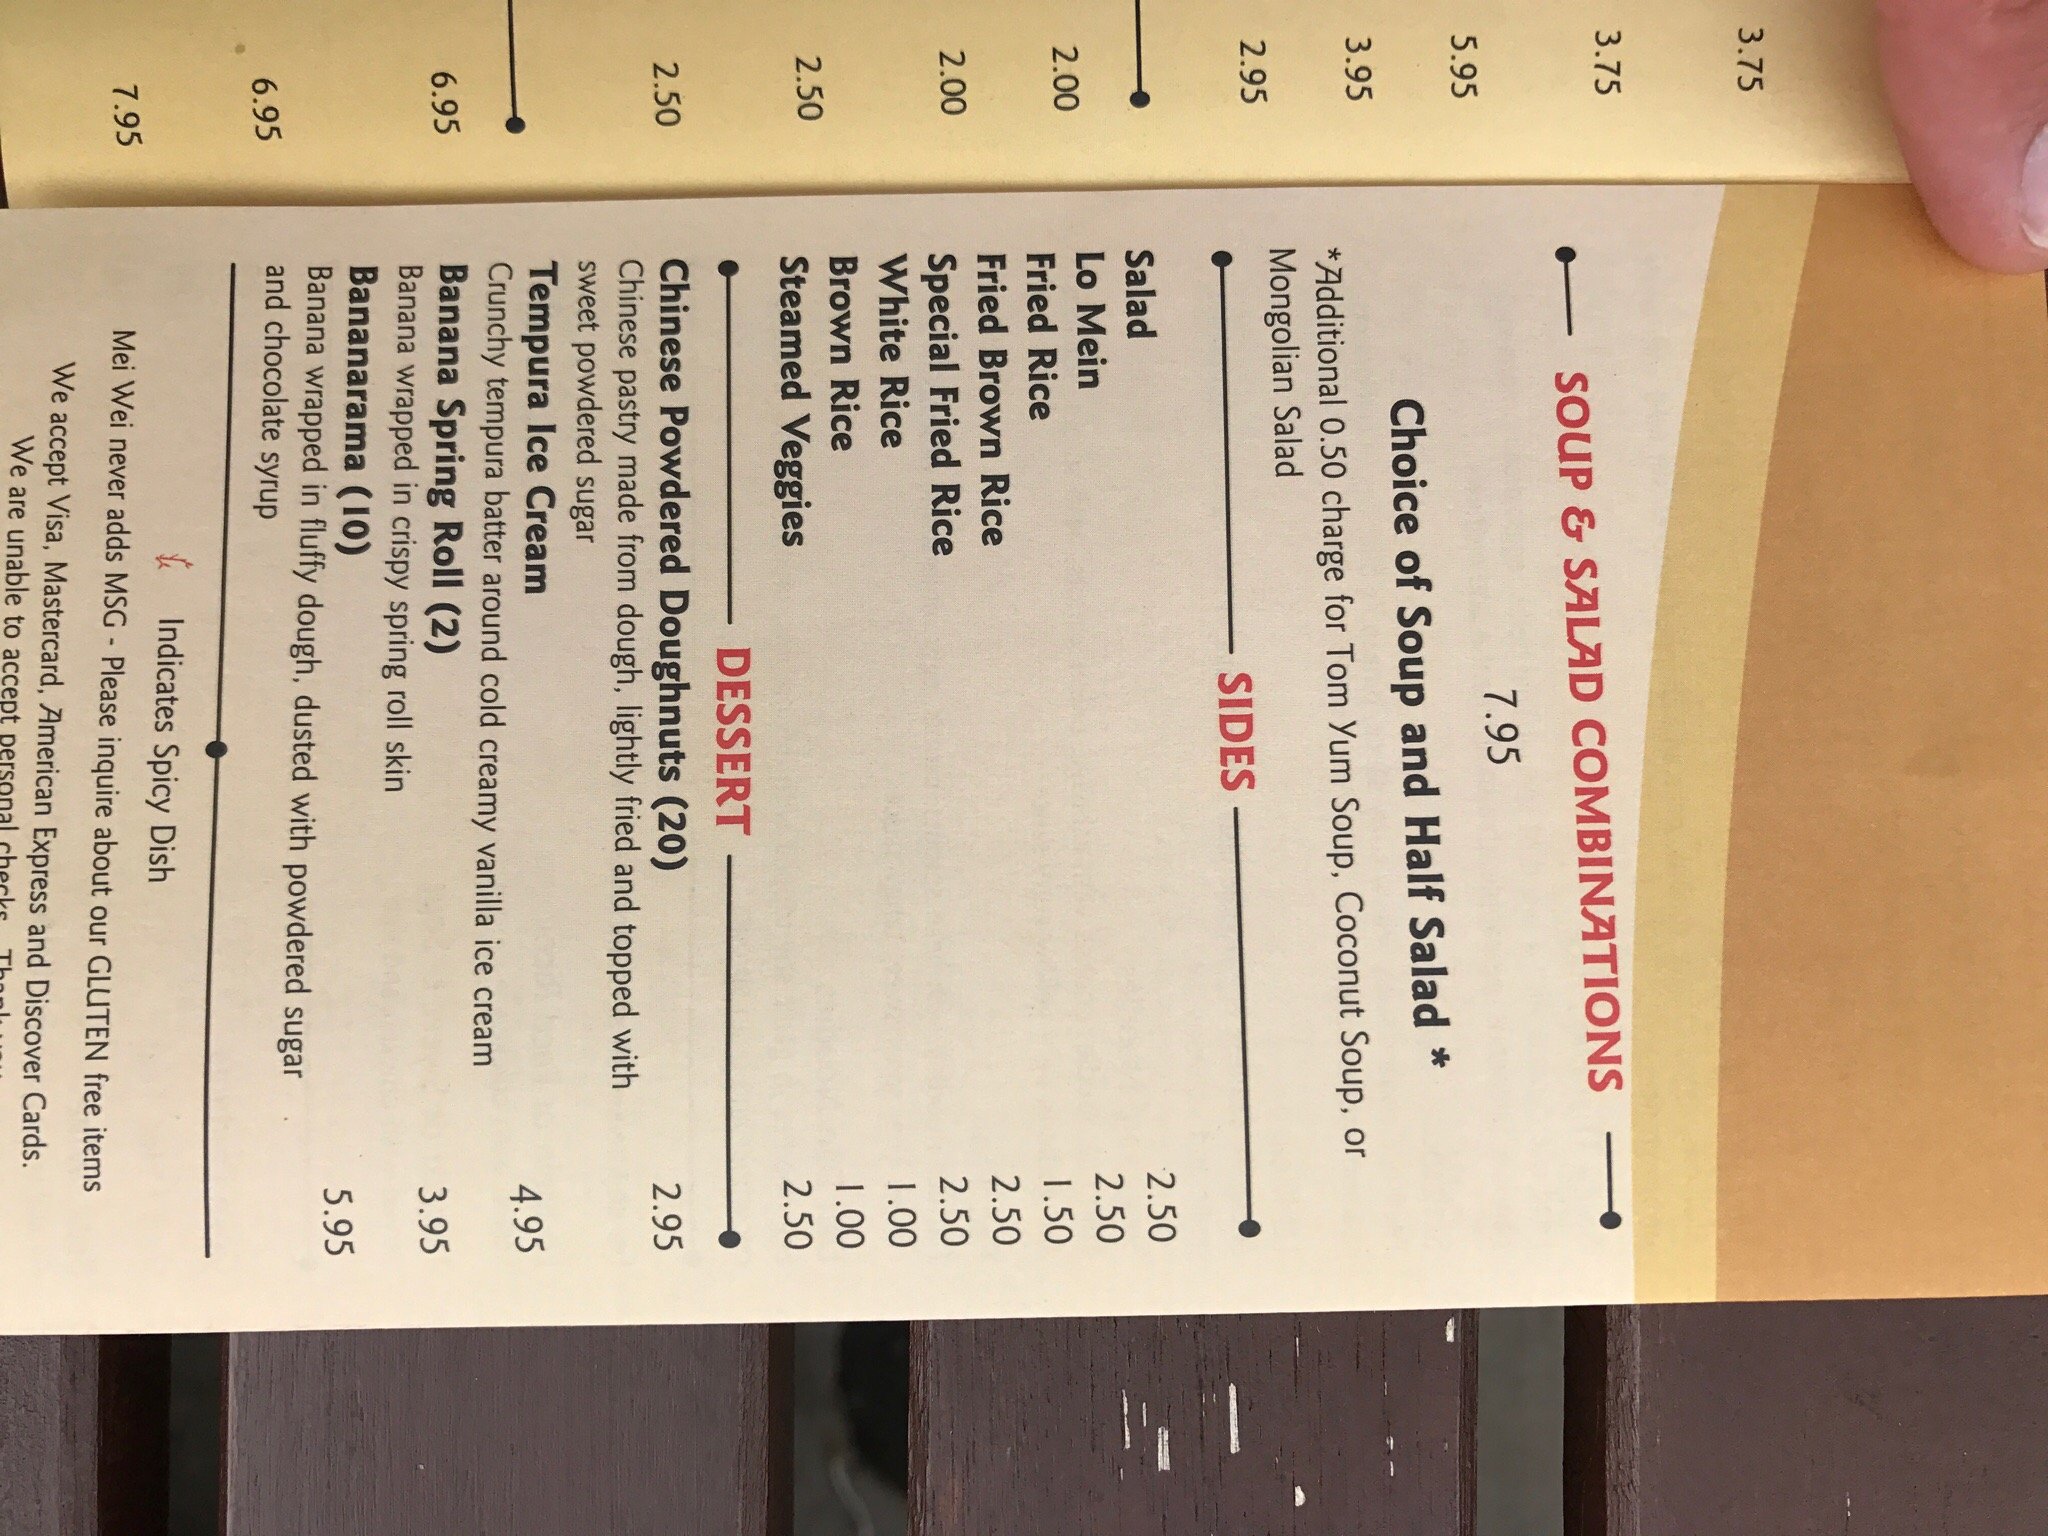 3.75
3.75
5.95
3.95
2.95
2.00
2.00
2.50
2.50
6.95
6.95
7.95
SOUP & SALAD COMBINATIONS
7.95
Choice of Soup and Half Salad *
*Additional 0.50 charge for Tom Yum Soup, Coconut Soup, or
Mongolian Salad
SIDES
Salad 2.50
Lo Mein 2.50
Fried Rice 1.50
Fried Brown Rice 2.50
Special Fried Rice 2.50
White Rice 1.00
Brown Rice 1.00
Steamed Veggies 2.50
DESSERT
Chinese Powdered Doughnuts (20) 2.95
Chinese pastry made from dough, lightly fried and topped with
sweet powdered sugar
Tempura Ice Cream 4.95
Crunchy tempura batter around cold creamy vanilla ice cream
Banana Spring Roll (2) 3.95
Banana wrapped in crispy spring roll skin
Bananarama (10) 5.95
Banana wrapped in fluffy dough, dusted with powdered sugar
and chocolate syrup
Indicates Spicy Dish
Mei Wei never adds MSG - Please inquire about our GLUTEN free items
We accept Visa, Mastercard, American Express and Discover Cards.
We are unable to accept personal checks.